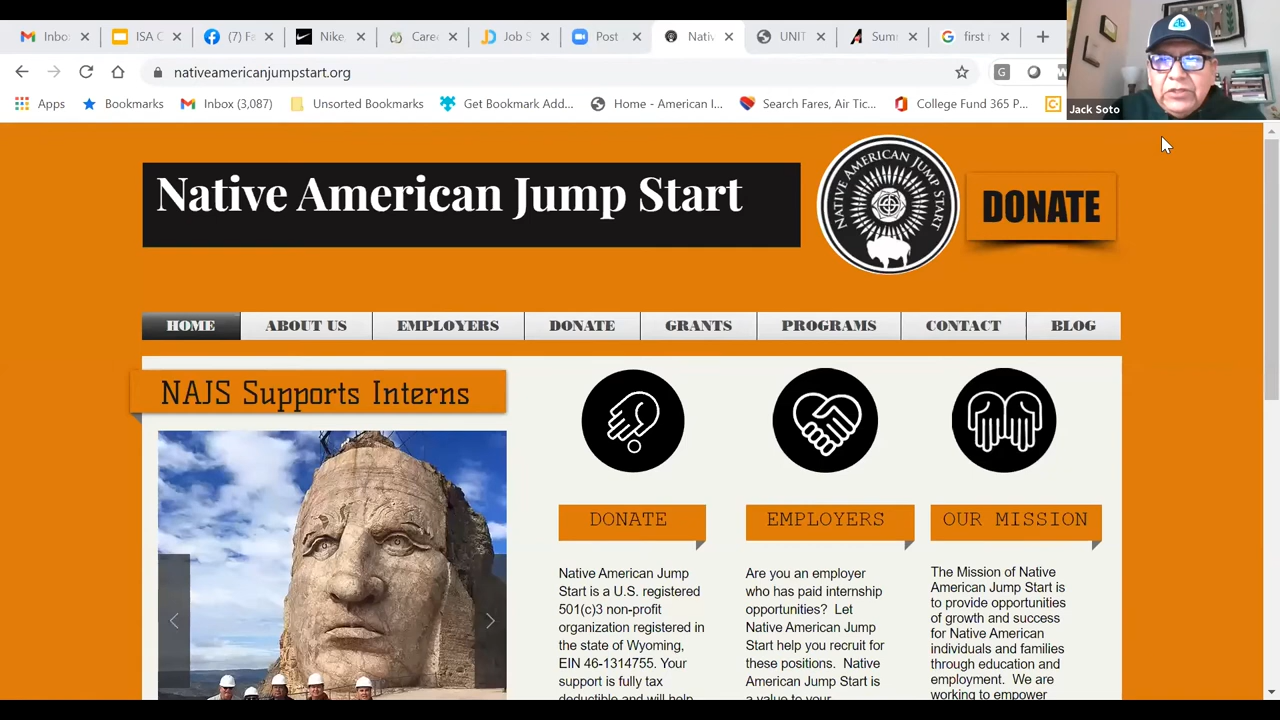 Inbo
ISA C
(7) Fa
Nike,
Caree
Job S
Post
Nativ
UNIT
Sum
first r
nativeamericanjumpstart.org
Apps
Bookmarks
Inbox (3,087)
Unsorted Bookmarks
Get Bookmark Add...
Home - American I...
Search Fares, Air Tic...
College Fund 365 P...
Jack Soto
Native American Jump Start
NATIVE AMERICAN JUMP START
DONATE
HOME
ABOUT US
EMPLOYERS
DONATE
GRANTS
PROGRAMS
CONTACT
BLOG
NAJS Supports Interns
DONATE
Native American Jump
Start is a U.S. registered
501(c)3 non-profit
organization registered in
the state of Wyoming,
EIN 46-1314755. Your
support is fully tax
deductible and will help
EMPLOYERS
Are you an employer
who has paid internship
opportunities? Let
Native American Jump
Start help you recruit for
these positions. Native
American Jump Start is
a value to your
OUR MISSION
The Mission of Native
American Jump Start is
to provide opportunities
of growth and success
for Native American
individuals and families
through education and
employment. We are
working to empower